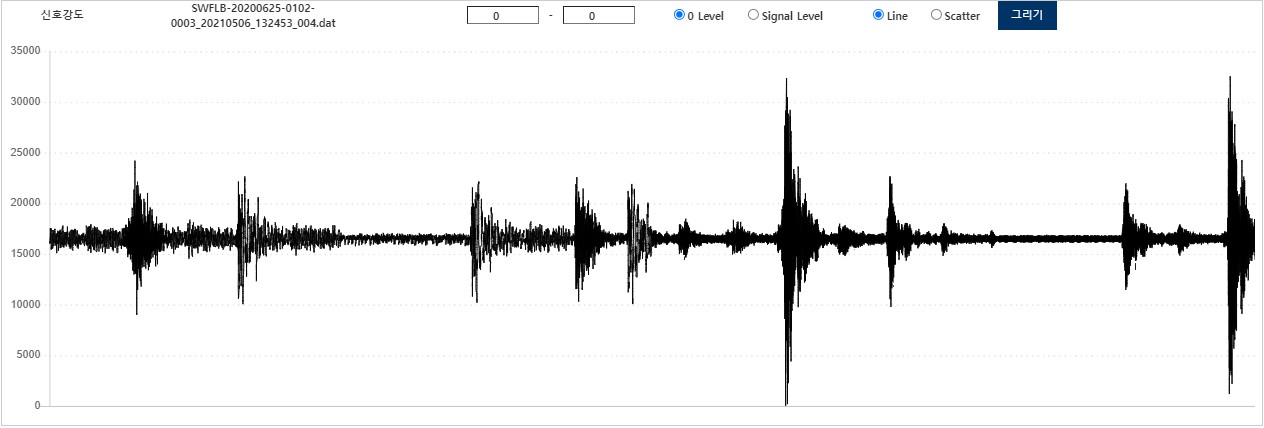 신호강도
SWFLB-20200625-0102-
0003_20210506_132453_004.dat
0 - 0
0 Level Signal Level
Line Scatter
그리기
35000
30000
25000
20000
15000
10000
5000
0